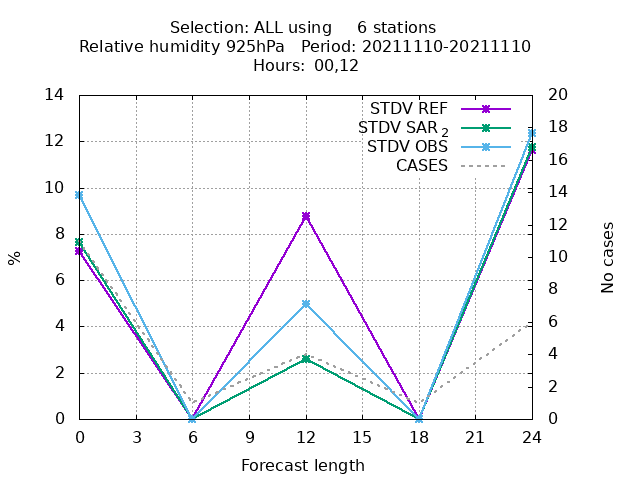 Selection: ALL using     6 stations
Relative humidity 925hPa   Period: 20211110-20211110
Hours:  00,12
STDV REF
STDV SAR 2
STDV OBS
CASES
14
12
10
8
6
4
2
0
%
20
18
16
14
12
10
8
6
4
2
0
No cases
0 3 6 9 12 15 18 21 24
Forecast length